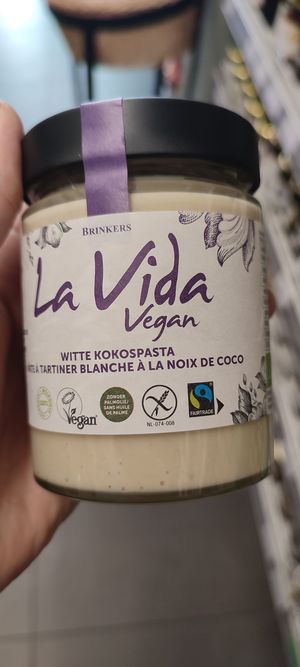 BRINKERS
La Vida
Vegan
WITTE KOKOSPASTA
À TARTINER BLANCHE À LA NOIX DE COCO
Vegan
ZONDER
PALMOLIE/
SANS HUILE
DE PALME
NL-074-008
FAIRTRADE